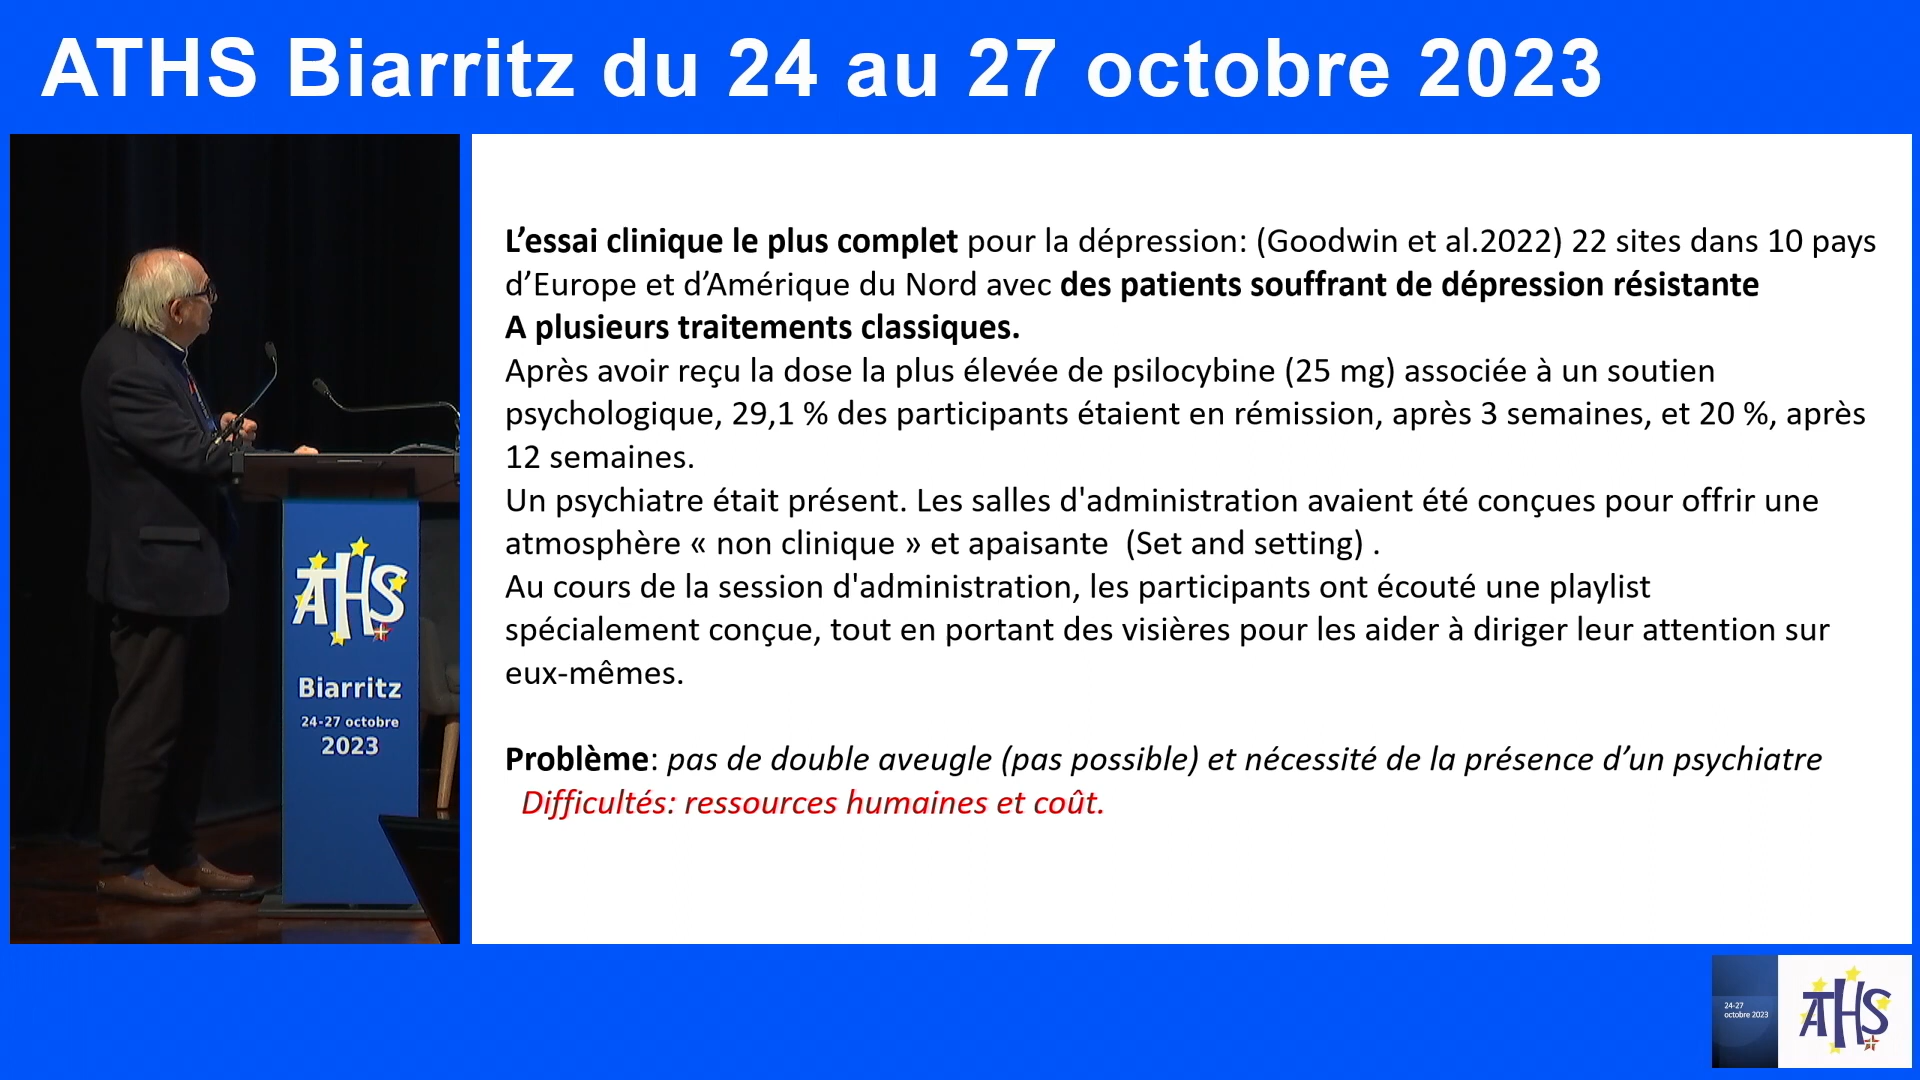 ATHS Biarritz du 24 au 27 octobre 2023
L’essai clinique le plus complet pour la dépression: (Goodwin et al.2022) 22 sites dans 10 pays
d’Europe et d’Amérique du Nord avec des patients souffrant de dépression résistante
A plusieurs traitements classiques.
Après avoir reçu la dose la plus élevée de psilocybine (25 mg) associée à un soutien
psychologique, 29,1 % des participants étaient en rémission, après 3 semaines, et 20 %, après
12 semaines.
Un psychiatre était présent. Les salles d'administration avaient été conçues pour offrir une
atmosphère « non clinique » et apaisante (Set and setting) .
Au cours de la session d'administration, les participants ont écouté une playlist
spécialement conçue, tout en portant des visières pour les aider à diriger leur attention sur
eux-mêmes.
Problème: pas de double aveugle (pas possible) et nécessité de la présence d’un psychiatre
Difficultés: ressources humaines et coût.
ATHS
Biarritz
24-27 octobre
2023
24-27
octobre 2023
ATHS